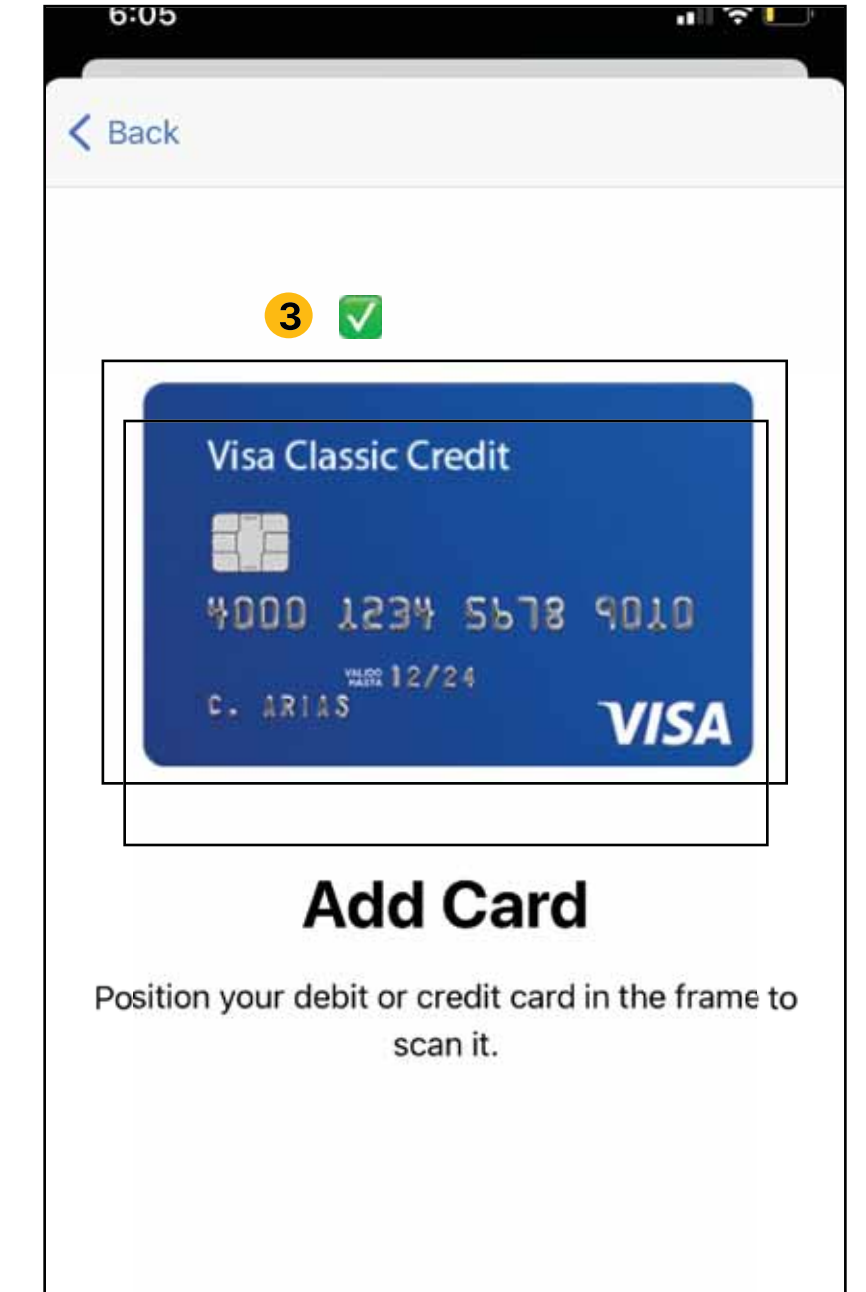 6:05
Back
3
Visa Classic Credit
4000 1234 5678 9010
VALIDO
HASTA 12/24
C. ARIAS
VISA
Add Card
Position your debit or credit card in the frame to
scan it.